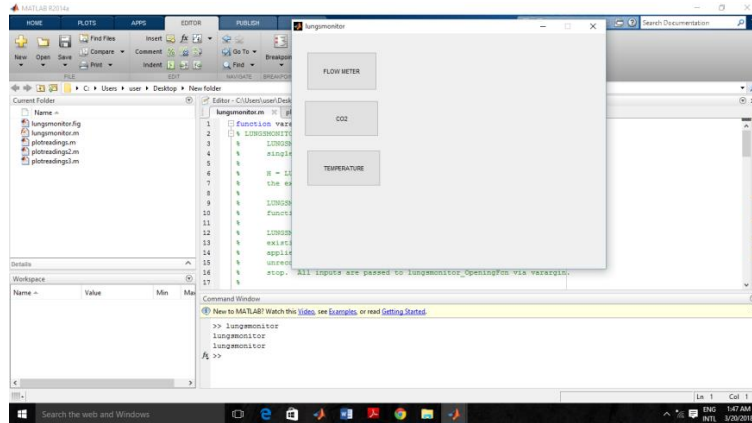 MATLAB R2014a
HOME PLOTS APPS EDITOR PUBLISH
Search Documentation
New Open Save
Find Files
Compare
Print
Insert
Comment
Indent
Go To
Find
Breakpoin
FILE EDIT NAVIGATE BREAKPOIN
C: Users user Desktop New folder
Current Folder
Name
lungsmonitor.fig
lungsmonitor.m
plotreadings.m
plotreadings2.m
plotreadings3.m
Details
Workspace
Name Value Min Ma
Editor - C:\Users\user\Desk
lungsmonitor.m
1 function vara
2 % LUNGSMONITO
3 %
4 % single
5 %
6 % H = LU
7 % the ex
8 %
9 % LUNGSM
10 % functi
11 %
12 % LUNGSM
13 % existi
14 % applie
15 % unreco
16 % stop. All inputs are passed to lungsmonitor_OpeningFcn via varargin.
17 %
lungsmonitor
FLOW METER
CO2
TEMPERATURE
Command Window
New to MATLAB? Watch this Video, see Examples, or read Getting Started.
>> lungsmonitor
lungsmonitor
lungsmonitor
fx >>
Ln 1 Col 1
Search the web and Windows
ENG 1:47 AM
INTL